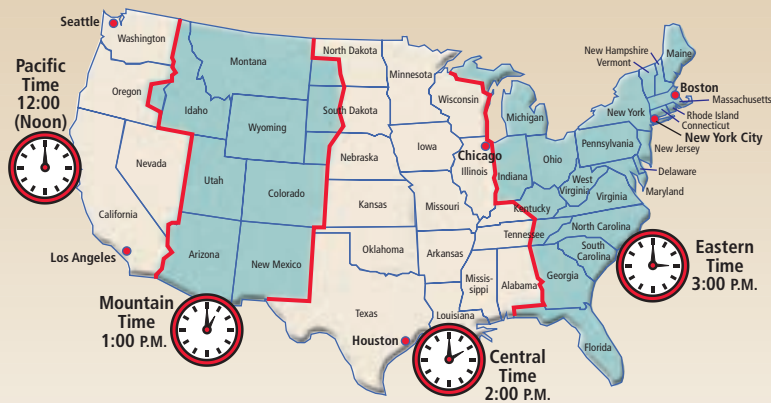 Seattle
Washington
Montana
North Dakota
Minnesota
New Hampshire
Vermont
Maine
Pacific
Time
12:00
(Noon)
Oregon
Idaho
Wyoming
South Dakota
Wisconsin
Michigan
New York
Boston
Massachusetts
Rhode Island
Connecticut
New York City
Nevada
Utah
Colorado
Nebraska
Iowa
Chicago
Illinois
Indiana
Ohio
Pennsylvania
New Jersey
Delaware
Maryland
West
Virginia
Virginia
California
Kansas
Missouri
Kentucky
Los Angeles
Arizona
New Mexico
Oklahoma
Arkansas
Tennessee
North Carolina
South
Carolina
Eastern
Time
3:00 P.M.
Mountain
Time
1:00 P.M.
Texas
Missis-
sippi
Alabama
Georgia
Houston
Louisiana
Florida
Central
Time
2:00 P.M.